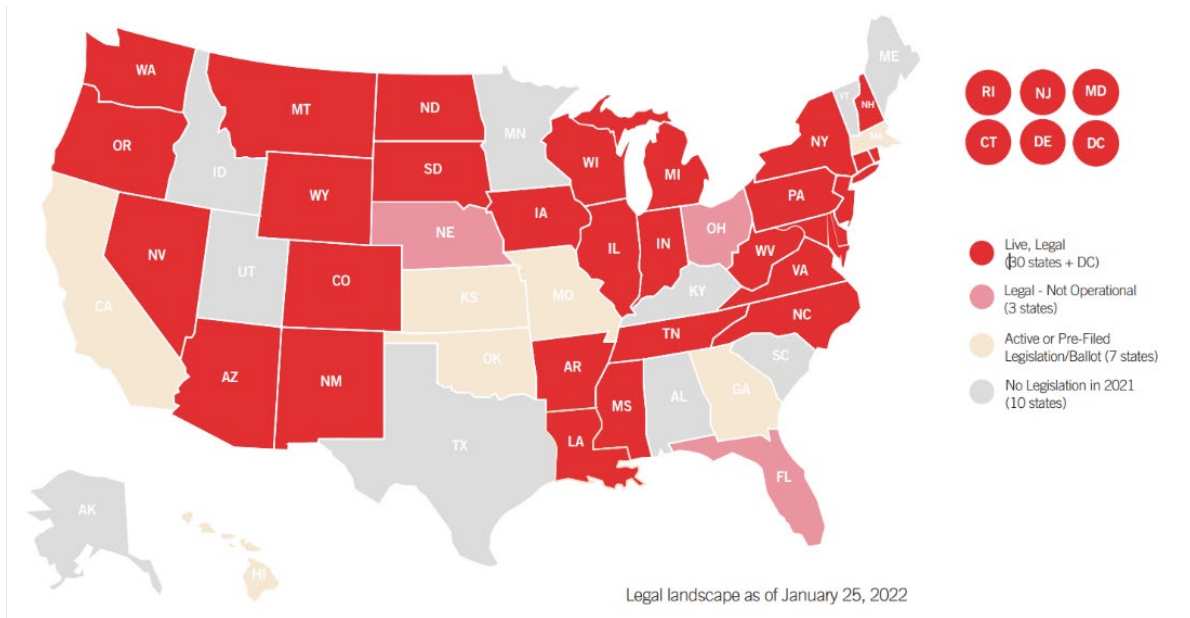 WA
MT
ND
MN
ME
VT
NH
OR
ID
WY
SD
WI
MI
NY
MA
NV
UT
CO
NE
IA
IL
IN
OH
PA
WV
VA
CA
KS
MO
KY
NC
AZ
NM
OK
AR
TN
SC
TX
LA
MS
AL
GA
FL
AK
HI
RI
NJ
MD
CT
DE
DC
Live, Legal
(30 states + DC)
Legal - Not Operational
(3 states)
Active or Pre-Filed
Legislation/Ballot (7 states)
No Legislation in 2021
(10 states)
Legal landscape as of January 25, 2022